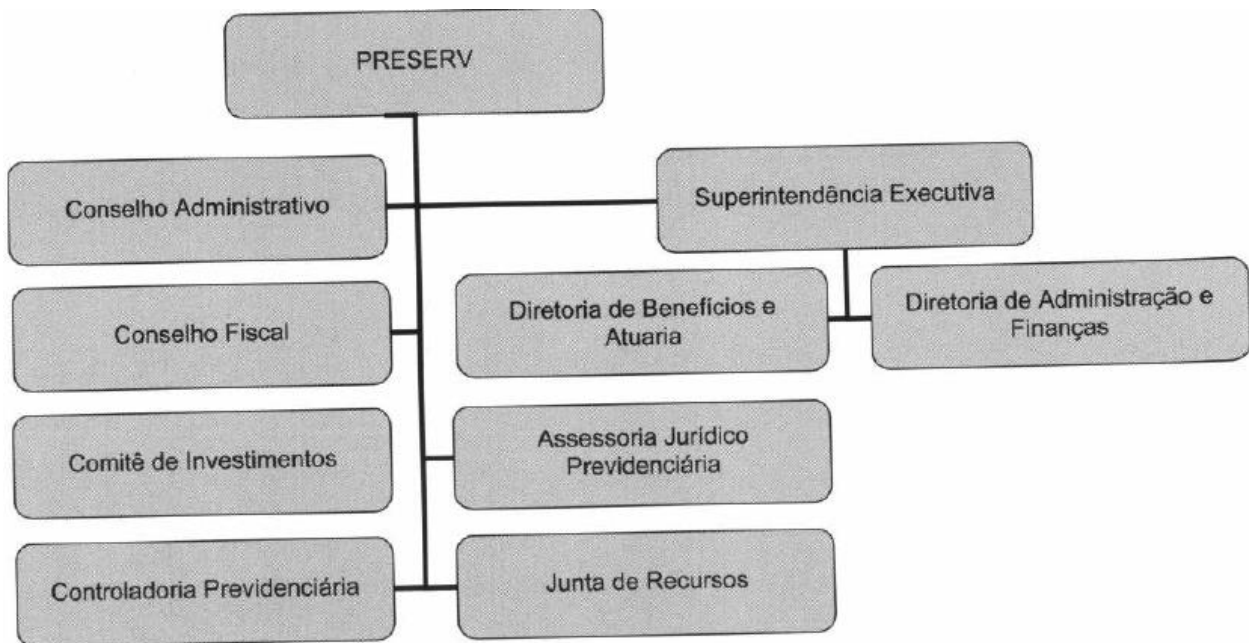 PRESERV
Conselho Administrativo
Superintendência Executiva
Conselho Fiscal
Diretoria de Benefícios e
Atuaria
Diretoria de Administração e
Finanças
Comitê de Investimentos
Assessoria Jurídico
Previdenciária
Controladoria Previdenciária
Junta de Recursos